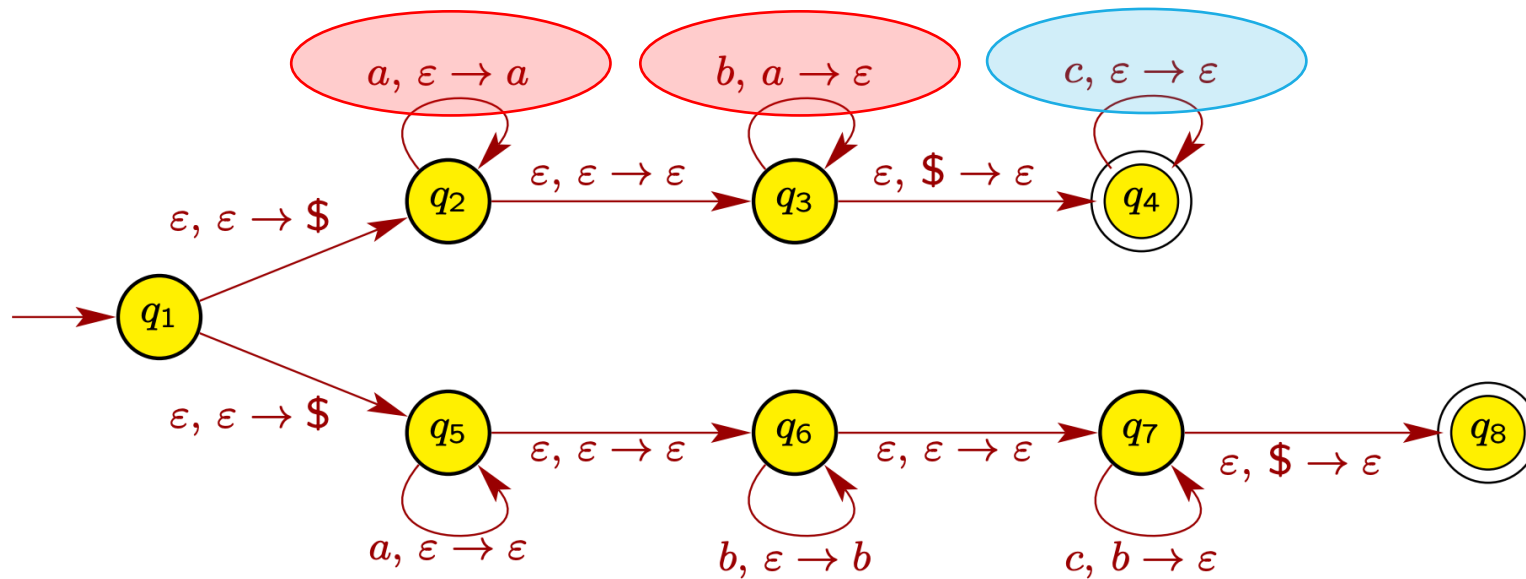 a, ε → a
b, a → ε
c, ε → ε
q2
ε, ε → ε
q3
ε, $ → ε
q4
ε, ε → $
q1
ε, ε → $
q5
ε, ε → ε
q6
ε, ε → ε
q7
ε, $ → ε
q8
a, ε → ε
b, ε → b
c, b → ε